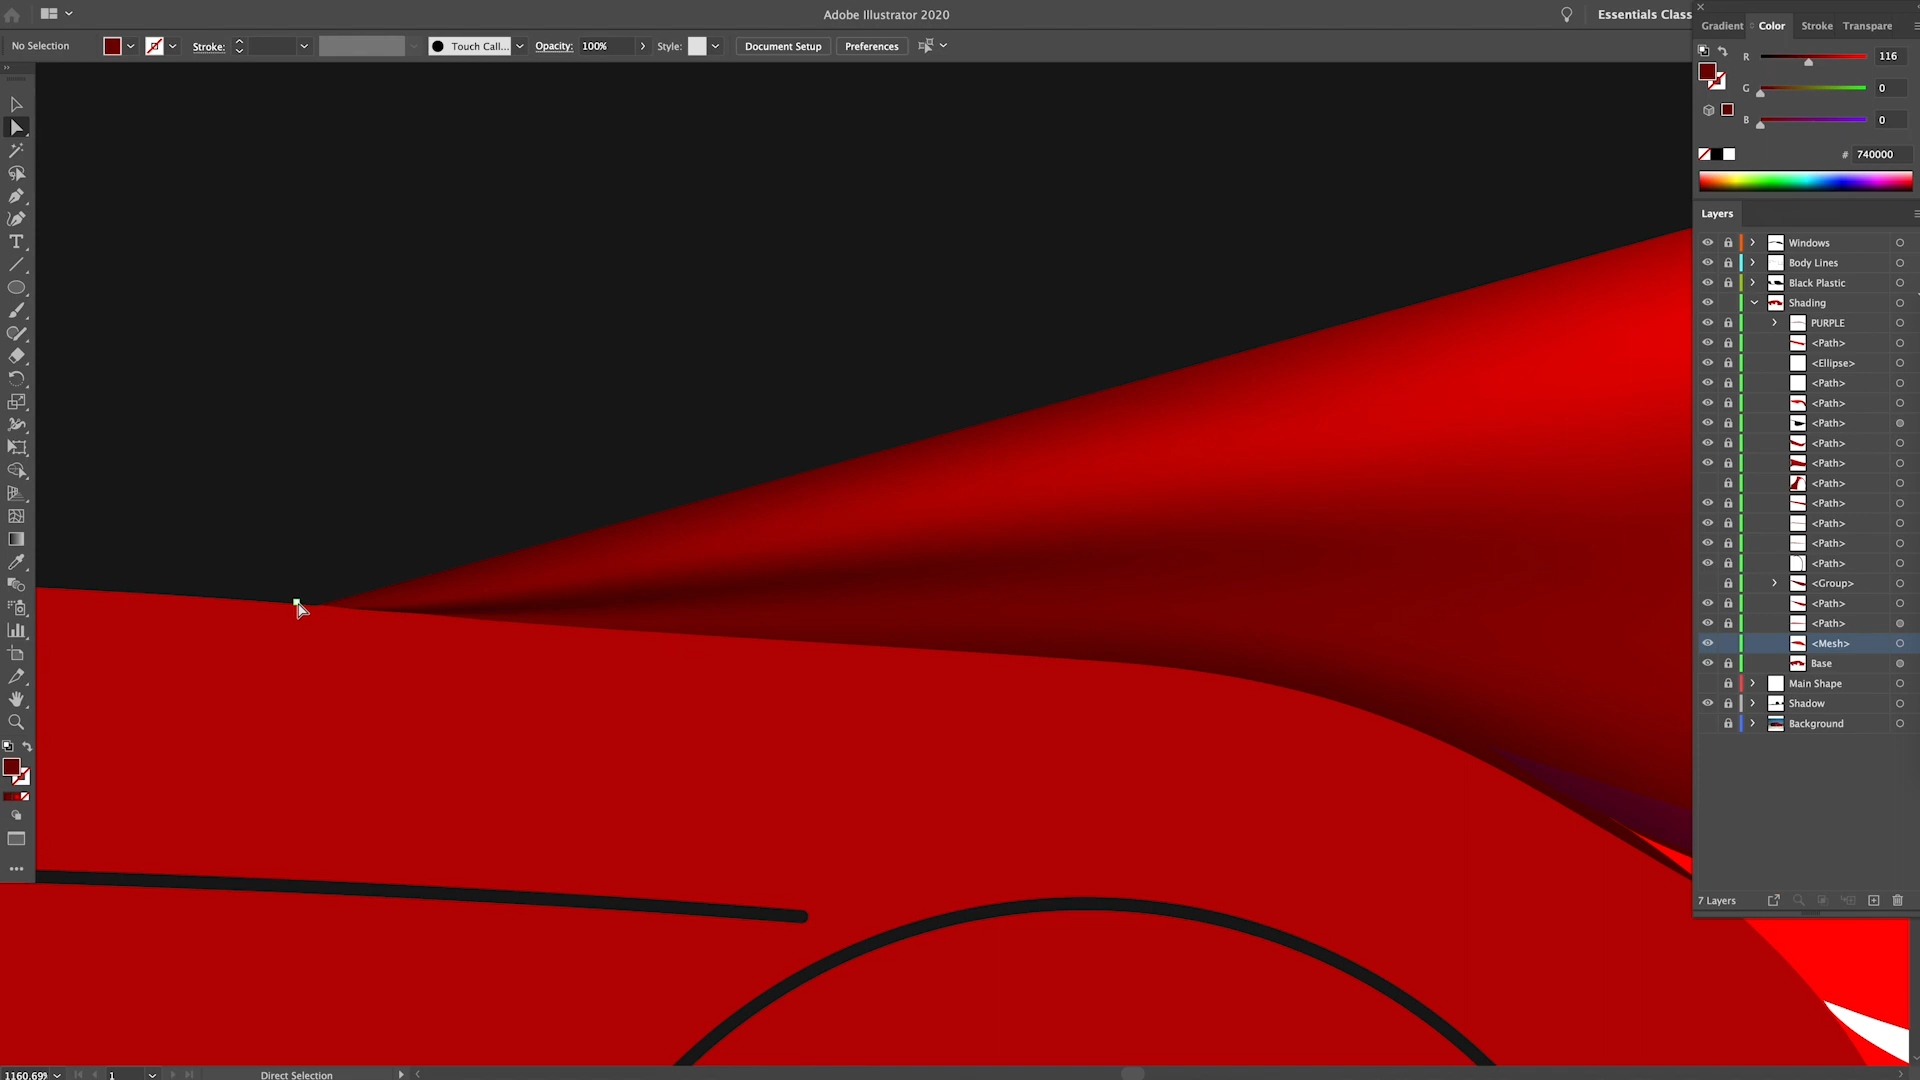 Adobe Illustrator 2020
Essentials Class
No Selection
Stroke:
Touch Call...
Opacity:
100%
Style:
Document Setup
Preferences
Gradient
Color
Stroke
Transpare
R
116
G
0
B
0
#
740000
Layers
Windows
Body Lines
Black Plastic
Shading
PURPLE
<Path>
<Ellipse>
<Path>
<Path>
<Path>
<Path>
<Path>
<Path>
<Path>
<Path>
<Path>
<Path>
<Group>
<Path>
<Path>
<Mesh>
Base
Main Shape
Shadow
Background
7 Layers
1160.69%
1
Direct Selection